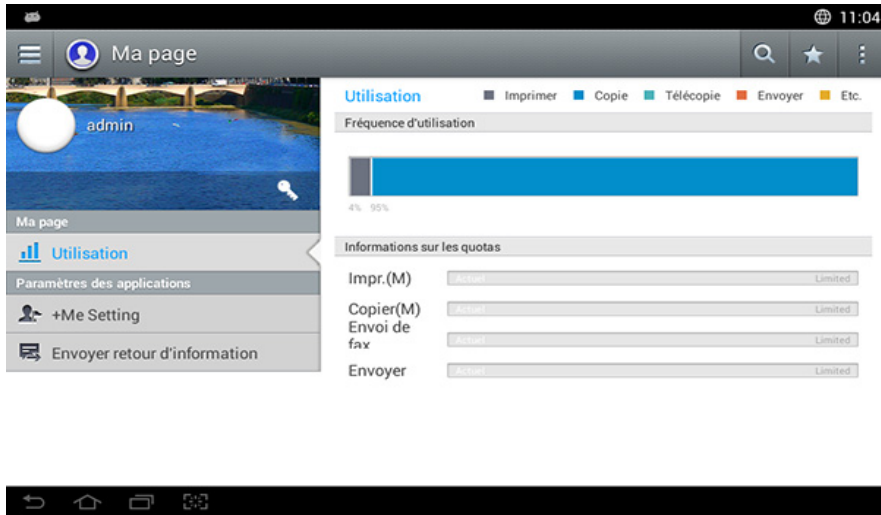 11:04
Ma page
admin
Ma page
Utilisation
Paramètres des applications
+Me Setting
Envoyer retour d'information
Utilisation
Imprimer Copie Télécopie Envoyer Etc.
Fréquence d'utilisation
4% 95%
Informations sur les quotas
Impr.(M) Actuel Limited
Copier(M) Actuel Limited
Envoi de
fax Actuel Limited
Envoyer Actuel Limited